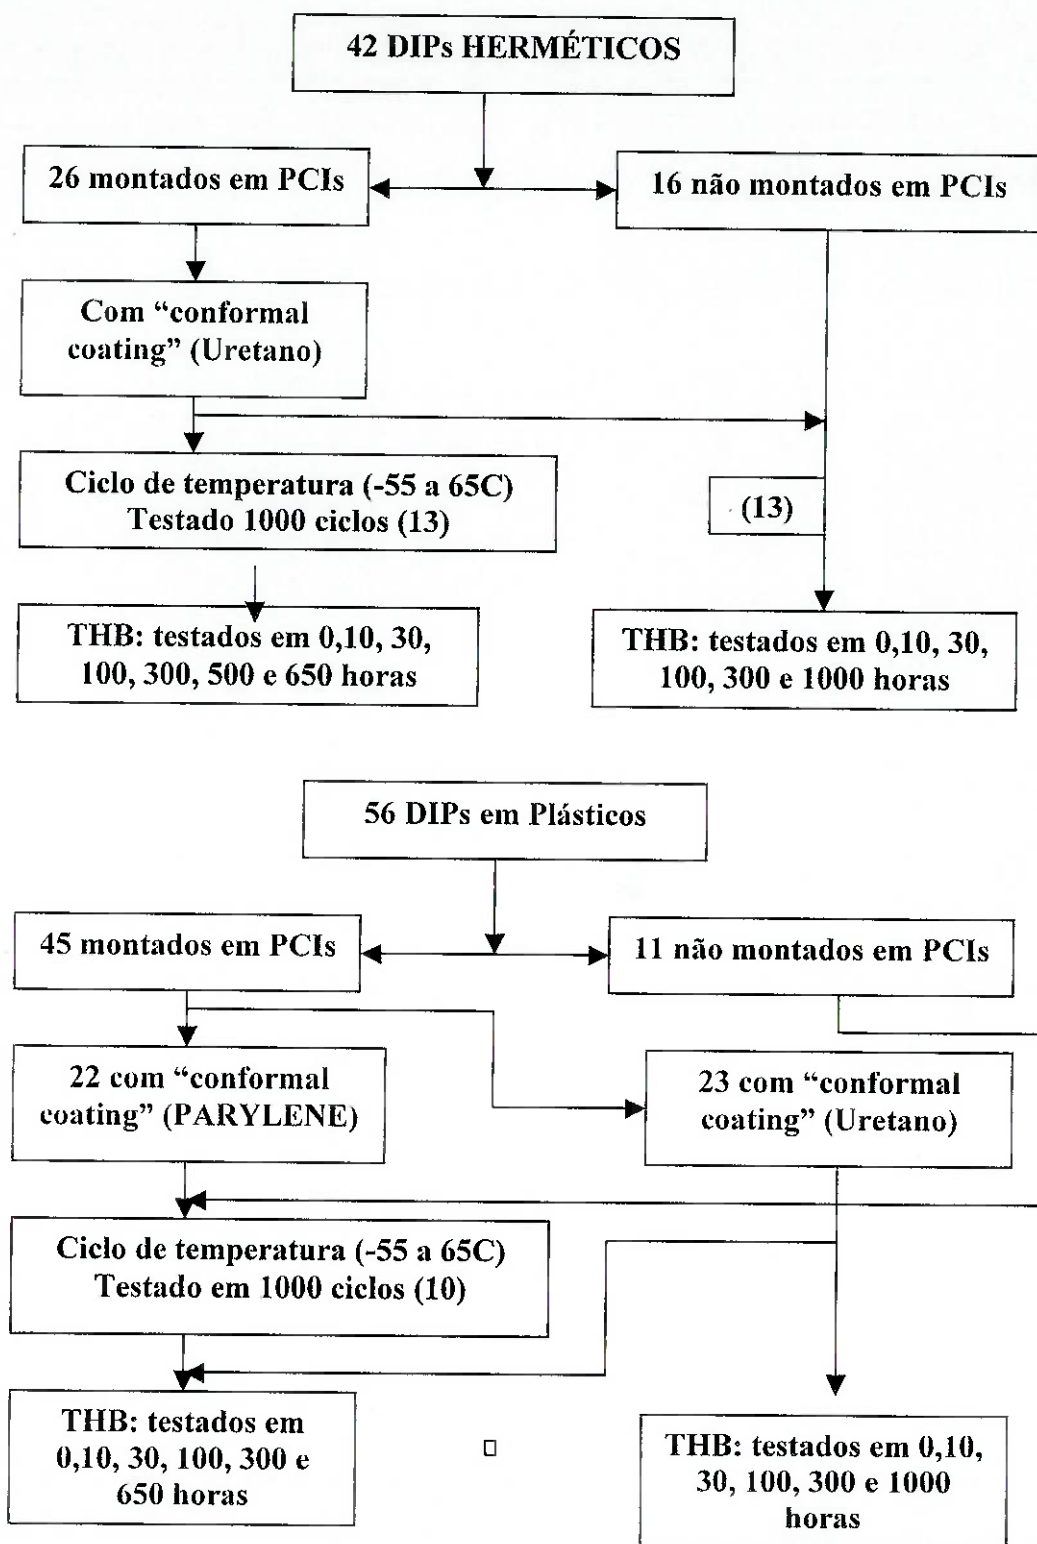 42 DIPs HERMÉTICOS
26 montados em PCIs
16 não montados em PCIs
Com “conformal
coating” (Uretano)
Ciclo de temperatura (-55 a 65C)
Testado 1000 ciclos (13)
(13)
THB: testados em 0,10, 30,
100, 300, 500 e 650 horas
THB: testados em 0,10, 30,
100, 300 e 1000 horas
56 DIPs em Plásticos
45 montados em PCIs
11 não montados em PCIs
22 com “conformal
coating” (PARYLENE)
23 com “conformal
coating” (Uretano)
Ciclo de temperatura (-55 a 65C)
Testado em 1000 ciclos (10)
THB: testados em
0,10, 30, 100, 300 e
650 horas
THB: testados em 0,10,
30, 100, 300 e 1000
horas